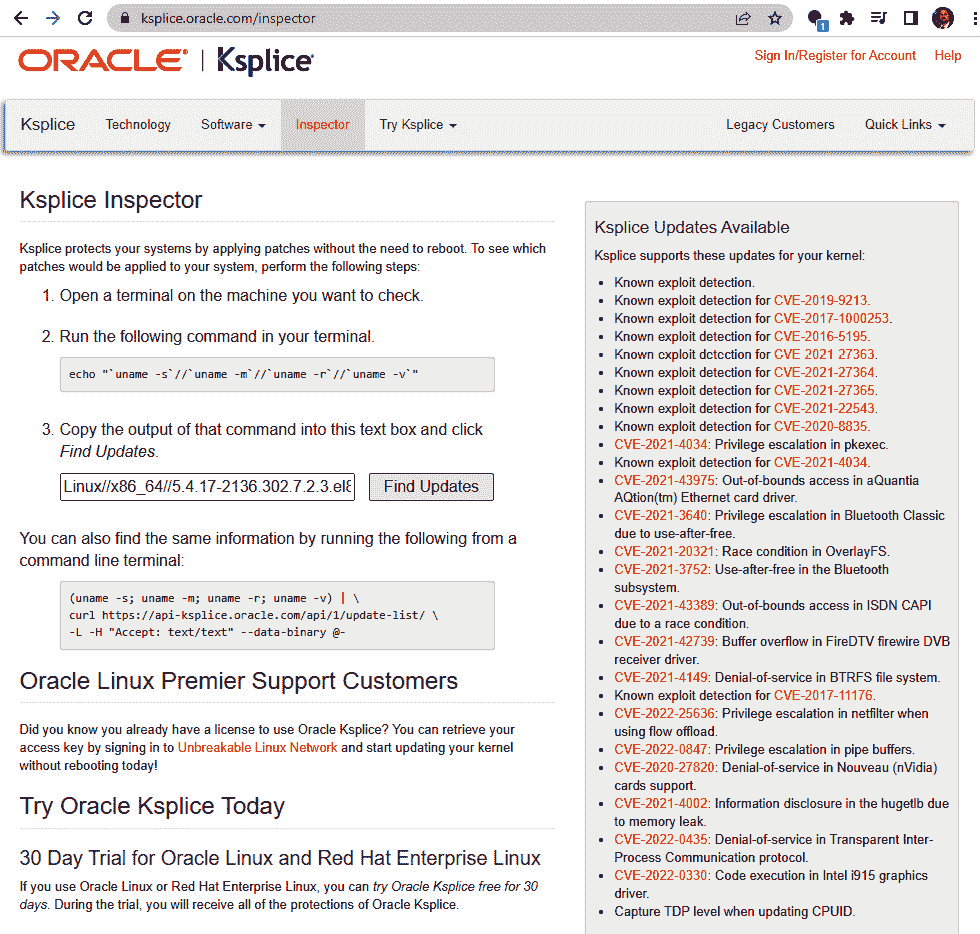 ksplice.oracle.com/inspector
1
ORACLE | Ksplice
Sign In/Register for Account Help
Ksplice Technology Software Inspector Try Ksplice Legacy Customers Quick Links
Ksplice Inspector
Ksplice protects your systems by applying patches without the need to reboot. To see which
patches would be applied to your system, perform the following steps:
1. Open a terminal on the machine you want to check.
2. Run the following command in your terminal.
echo "`uname -s`//`uname -m`//`uname -r`//`uname -v`"
3. Copy the output of that command into this text box and click
Find Updates.
Linux//x86_64//5.4.17-2136.302.7.2.3.el8
Find Updates
You can also find the same information by running the following from a
command line terminal:
(uname -s; uname -m; uname -r; uname -v) | \
curl https://api-ksplice.oracle.com/api/1/update-list/ \
-L -H "Accept: text/text" --data-binary @-
Oracle Linux Premier Support Customers
Did you know you already have a license to use Oracle Ksplice? You can retrieve your
access key by signing in to Unbreakable Linux Network and start updating your kernel
without rebooting today!
Try Oracle Ksplice Today
30 Day Trial for Oracle Linux and Red Hat Enterprise Linux
If you use Oracle Linux or Red Hat Enterprise Linux, you can try Oracle Ksplice free for 30
days. During the trial, you will receive all of the protections of Oracle Ksplice.
Ksplice Updates Available
Ksplice supports these updates for your kernel:
• Known exploit detection.
• Known exploit detection for CVE-2019-9213.
• Known exploit detection for CVE-2017-1000253.
• Known exploit detection for CVE-2016-5195.
• Known exploit detection for CVE-2021-27363.
• Known exploit detection for CVE-2021-27364.
• Known exploit detection for CVE-2021-27365.
• Known exploit detection for CVE-2021-22543.
• Known exploit detection for CVE-2020-8835.
• CVE-2021-4034: Privilege escalation in pkexec.
• Known exploit detection for CVE-2021-4034.
• CVE-2021-43975: Out-of-bounds access in aQuantia
AQtion(tm) Ethernet card driver.
• CVE-2021-3640: Privilege escalation in Bluetooth Classic
due to use-after-free.
• CVE-2021-20321: Race condition in OverlayFS.
• CVE-2021-3752: Use-after-free in the Bluetooth
subsystem.
• CVE-2021-43389: Out-of-bounds access in ISDN CAPI
due to a race condition.
• CVE-2021-42739: Buffer overflow in FireDTV firewire DVB
receiver driver.
• CVE-2021-4149: Denial-of-service in BTRFS file system.
• Known exploit detection for CVE-2017-11176.
• CVE-2022-25636: Privilege escalation in netfilter when
using flow offload.
• CVE-2022-0847: Privilege escalation in pipe buffers.
• CVE-2020-27820: Denial-of-service in Nouveau (nVidia)
cards support.
• CVE-2021-4002: Information disclosure in the hugetlb due
to memory leak.
• CVE-2022-0435: Denial-of-service in Transparent Inter-
Process Communication protocol.
• CVE-2022-0330: Code execution in Intel i915 graphics
driver.
• Capture TDP level when updating CPUID.